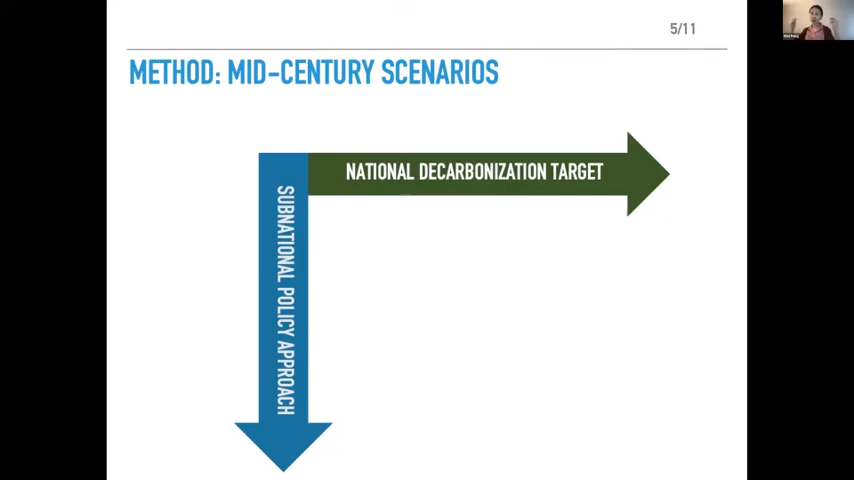 5/11
METHOD: MID-CENTURY SCENARIOS
NATIONAL DECARBONIZATION TARGET
SUBNATIONAL POLICY APPROACH